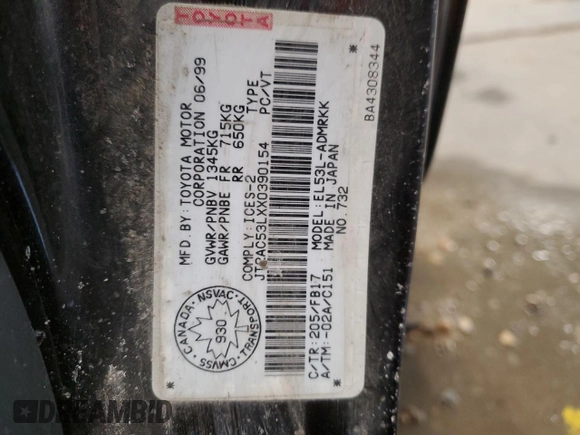 TOYOTA
MFD.BY:TOYOTA MOTOR
CORPORATION 06/99
GVWR/PNBV 1345KG
GAWR/PNBE FR 715KG
RR 650KG
COMPLY:ICES-2 TYPE
JT2AC53LXX0390154 PC/VT
CANADA NSVAC
930
CMVSS TRANSPORT
C/TR:205/FB17 MODEL:EL53L-ADMRKK
A/TM:-02A/C151 MADE IN JAPAN
NO.732
* BA4308344 *
DREGAMBID